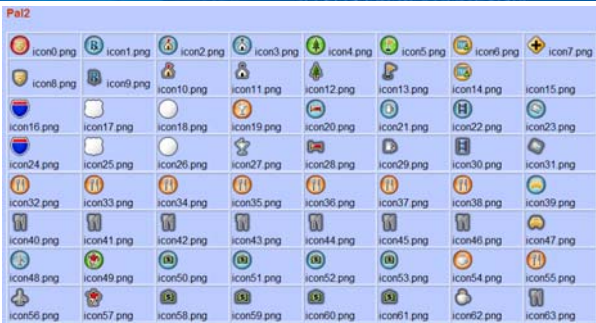 Pal2
icon0.png icon1.png icon2.png icon3.png icon4.png icon5.png icon6.png icon7.png
icon8.png icon9.png icon10.png icon11.png icon12.png icon13.png icon14.png icon15.png
icon16.png icon17.png icon18.png icon19.png icon20.png icon21.png icon22.png icon23.png
icon24.png icon25.png icon26.png icon27.png icon28.png icon29.png icon30.png icon31.png
icon32.png icon33.png icon34.png icon35.png icon36.png icon37.png icon38.png icon39.png
icon40.png icon41.png icon42.png icon43.png icon44.png icon45.png icon46.png icon47.png
icon48.png icon49.png icon50.png icon51.png icon52.png icon53.png icon54.png icon55.png
icon56.png icon57.png icon58.png icon59.png icon60.png icon61.png icon62.png icon63.png